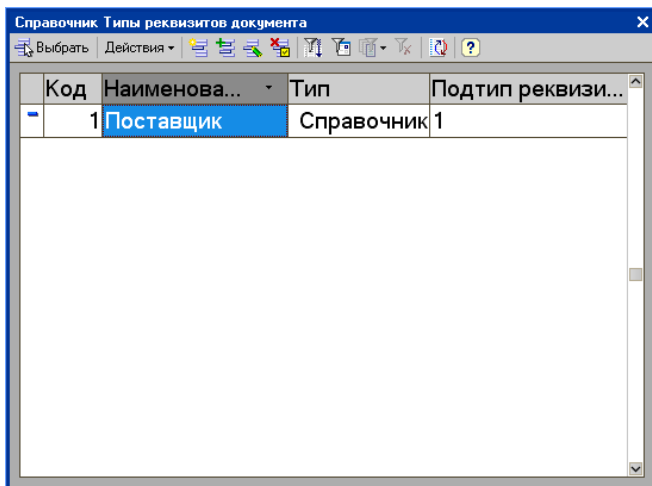 Справочник Типы реквизитов документа
Выбрать Действия
Код Наименова... Тип Подтип реквизи...
1 Поставщик Справочник 1